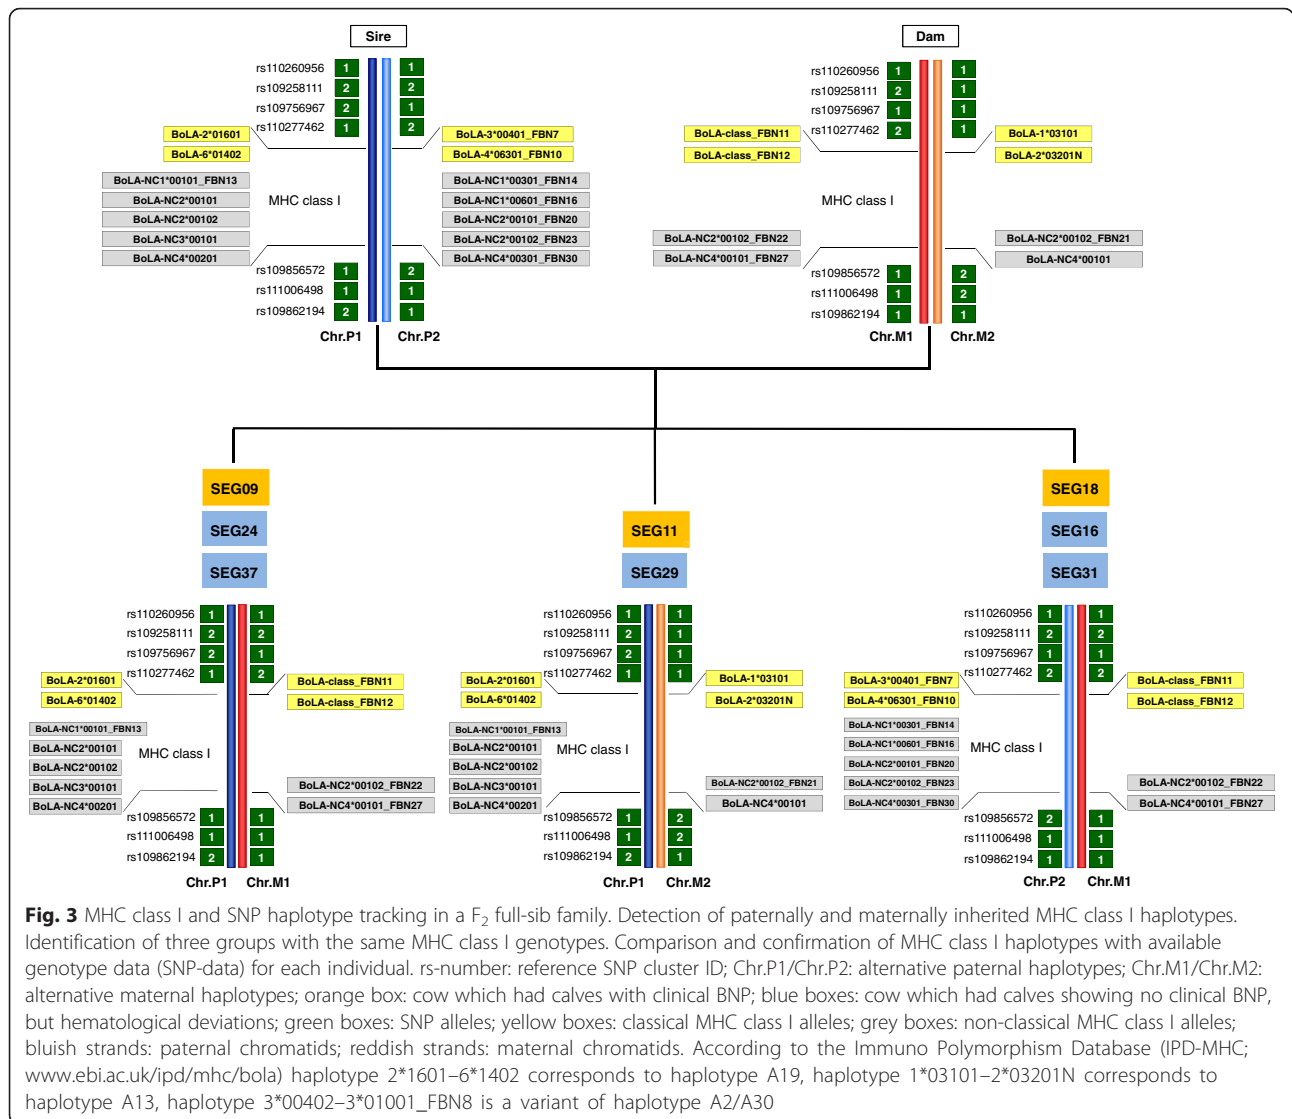 Sire
rs110260956 1 1
rs109258111 2 2
rs109756967 2 1
rs110277462 1 2
BoLA-2*01601
BoLA-6*01402
BoLA-3*00401_FBN7
BoLA-4*06301_FBN10
BoLA-NC1*00101_FBN13
BoLA-NC2*00101
BoLA-NC2*00102
BoLA-NC3*00101
BoLA-NC4*00201
MHC class I
BoLA-NC1*00301_FBN14
BoLA-NC1*00601_FBN16
BoLA-NC2*00101_FBN20
BoLA-NC2*00102_FBN23
BoLA-NC4*00301_FBN30
rs109856572 1 2
rs111006498 1 1
rs109862194 2 1
Chr.P1 Chr.P2
Dam
rs110260956 1 1
rs109258111 2 1
rs109756967 1 1
rs110277462 2 1
BoLA-class_FBN11
BoLA-class_FBN12
BoLA-1*03101
BoLA-2*03201N
MHC class I
BoLA-NC2*00102_FBN22
BoLA-NC4*00101_FBN27
BoLA-NC2*00102_FBN21
BoLA-NC4*00101
rs109856572 1 2
rs111006498 1 2
rs109862194 1 1
Chr.M1 Chr.M2
SEG09
SEG24
SEG37
rs110260956 1 1
rs109258111 2 2
rs109756967 2 1
rs110277462 1 2
BoLA-2*01601
BoLA-6*01402
BoLA-class_FBN11
BoLA-class_FBN12
BoLA-NC1*00101_FBN13
BoLA-NC2*00101
BoLA-NC2*00102
BoLA-NC3*00101
BoLA-NC4*00201
MHC class I
BoLA-NC2*00102_FBN22
BoLA-NC4*00101_FBN27
rs109856572 1 1
rs111006498 1 1
rs109862194 2 1
Chr.P1 Chr.M1
SEG11
SEG29
rs110260956 1 1
rs109258111 2 1
rs109756967 2 1
rs110277462 1 1
BoLA-2*01601
BoLA-6*01402
BoLA-1*03101
BoLA-2*03201N
BoLA-NC1*00101_FBN13
BoLA-NC2*00101
BoLA-NC2*00102
BoLA-NC3*00101
BoLA-NC4*00201
MHC class I
BoLA-NC2*00102_FBN21
BoLA-NC4*00101
rs109856572 1 2
rs111006498 1 2
rs109862194 2 1
Chr.P1 Chr.M2
SEG18
SEG16
SEG31
rs110260956 1 1
rs109258111 2 2
rs109756967 1 1
rs110277462 2 2
BoLA-3*00401_FBN7
BoLA-4*06301_FBN10
BoLA-class_FBN11
BoLA-class_FBN12
BoLA-NC1*00301_FBN14
BoLA-NC1*00601_FBN16
BoLA-NC2*00101_FBN20
BoLA-NC2*00102_FBN23
BoLA-NC4*00301_FBN30
MHC class I
BoLA-NC2*00102_FBN22
BoLA-NC4*00101_FBN27
rs109856572 2 1
rs111006498 1 1
rs109862194 1 1
Chr.P2 Chr.M1
Fig. 3 MHC class I and SNP haplotype tracking in a F2 full-sib family. Detection of paternally and maternally inherited MHC class I haplotypes.
Identification of three groups with the same MHC class I genotypes. Comparison and confirmation of MHC class I haplotypes with available
genotype data (SNP-data) for each individual. rs-number: reference SNP cluster ID; Chr.P1/Chr.P2: alternative paternal haplotypes; Chr.M1/Chr.M2:
alternative maternal haplotypes; orange box: cow which had calves with clinical BNP; blue boxes: cow which had calves showing no clinical BNP,
but hematological deviations; green boxes: SNP alleles; yellow boxes: classical MHC class I alleles; grey boxes: non-classical MHC class I alleles;
bluish strands: paternal chromatids; reddish strands: maternal chromatids. According to the Immuno Polymorphism Database (IPD-MHC;
www.ebi.ac.uk/ipd/mhc/bola) haplotype 2*1601–6*1402 corresponds to haplotype A19, haplotype 1*03101–2*03201N corresponds to
haplotype A13, haplotype 3*00402–3*01001_FBN8 is a variant of haplotype A2/A30